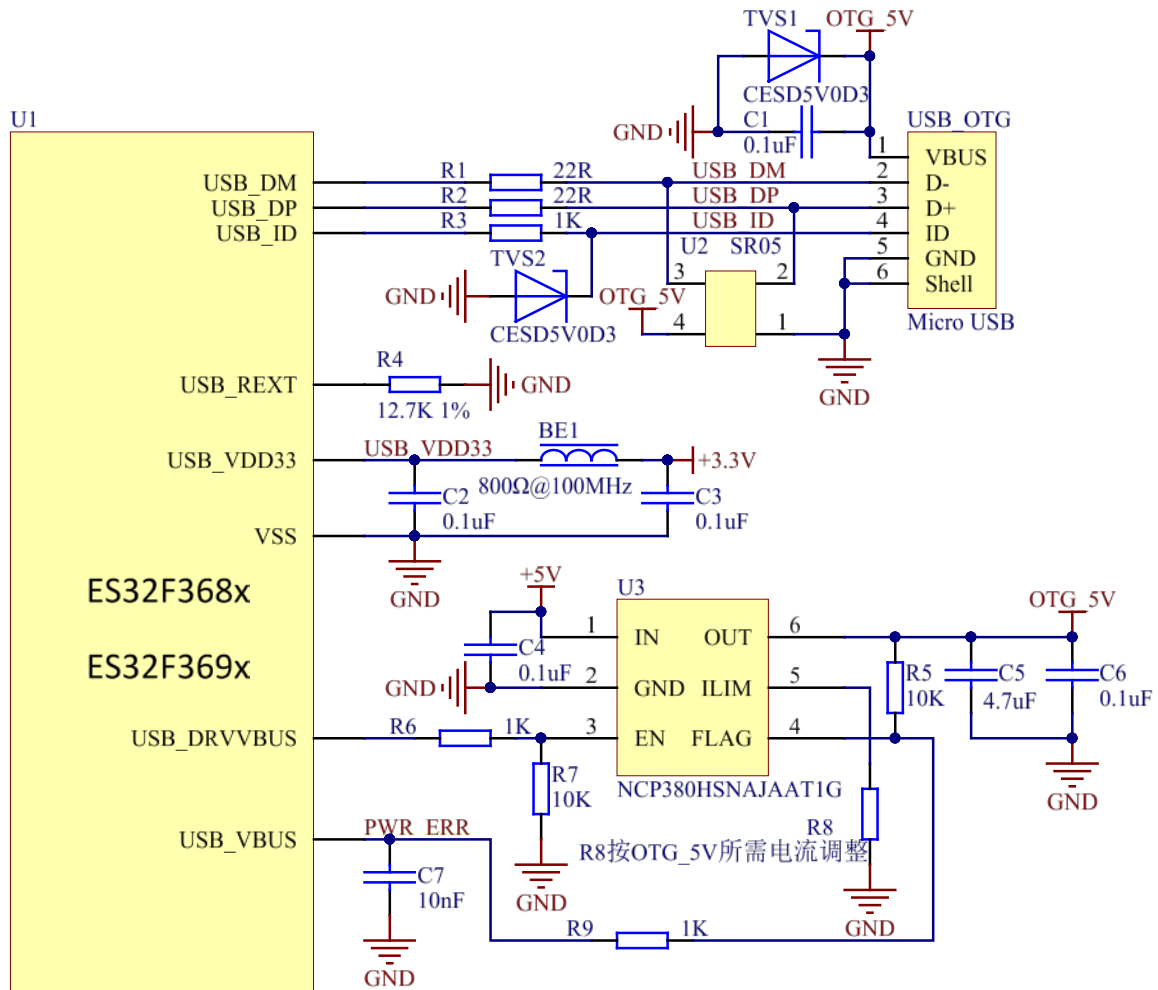 TVS1
OTG_5V
CESD5V0D3
GND
C1
0.1uF
USB_OTG
1
VBUS
2
D-
3
D+
4
ID
5
GND
6
Shell
Micro USB
U1
USB_DM
R1
22R
USB_DM
USB_DP
R2
22R
USB_DP
USB_ID
R3
1K
USB_ID
U2
SR05
3
2
4
1
OTG_5V
TVS2
GND
CESD5V0D3
GND
USB_REXT
R4
12.7K 1%
GND
USB_VDD33
USB_VDD33
BE1
800Ω@100MHz
+3.3V
C2
0.1uF
C3
0.1uF
VSS
GND
ES32F368x
ES32F369x
+5V
U3
C4
0.1uF
GND
1
IN
OUT
6
2
GND
ILIM
5
3
EN
FLAG
4
NCP380HSNAJAAT1G
OTG_5V
R5
10K
C5
4.7uF
C6
0.1uF
GND
USB_DRVVBUS
R6
1K
R7
10K
GND
R8
R8按OTG_5V所需电流调整
GND
USB_VBUS
PWR_ERR
C7
10nF
GND
R9
1K